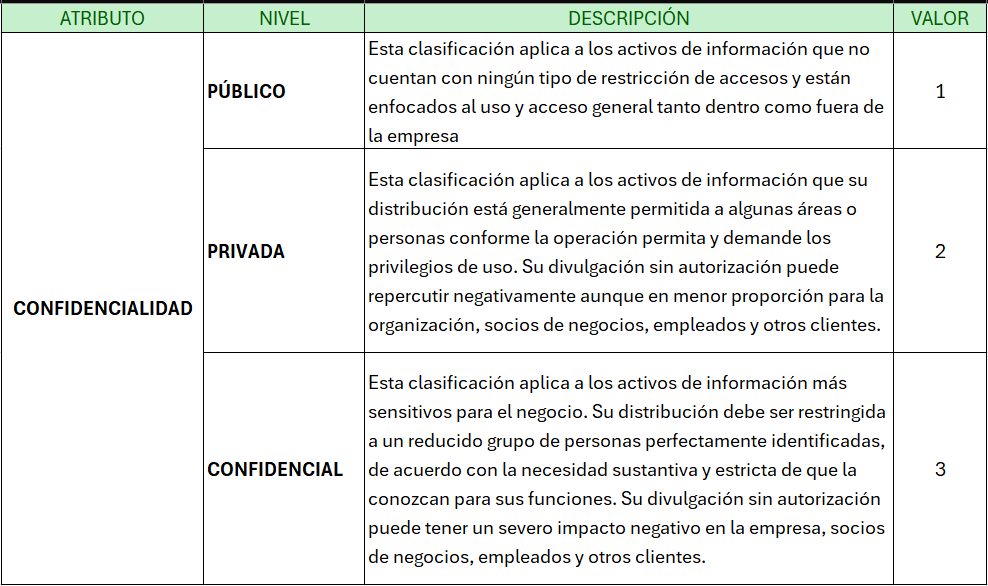 ATRIBUTO NIVEL DESCRIPCIÓN VALOR
CONFIDENCIALIDAD
PÚBLICO
Esta clasificación aplica a los activos de información que no
cuentan con ningún tipo de restricción de accesos y están
enfocados al uso y acceso general tanto dentro como fuera de
la empresa
1
PRIVADA
Esta clasificación aplica a los activos de información que su
distribución está generalmente permitida a algunas áreas o
personas conforme la operación permita y demande los
privilegios de uso. Su divulgación sin autorización puede
repercutir negativamente aunque en menor proporción para la
organización, socios de negocios, empleados y otros clientes.
2
CONFIDENCIAL
Esta clasificación aplica a los activos de información más
sensitivos para el negocio. Su distribución debe ser restringida
a un reducido grupo de personas perfectamente identificadas,
de acuerdo con la necesidad sustantiva y estricta de que la
conozcan para sus funciones. Su divulgación sin autorización
puede tener un severo impacto negativo en la empresa, socios
de negocios, empleados y otros clientes.
3